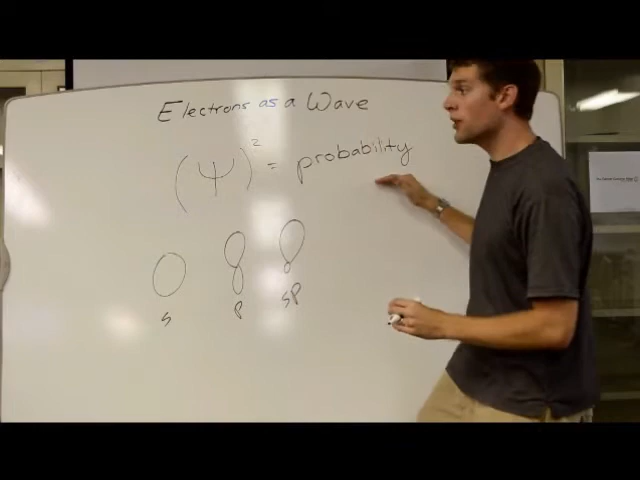 Electrons as a Wave
(Ψ)² = probability
s P sP